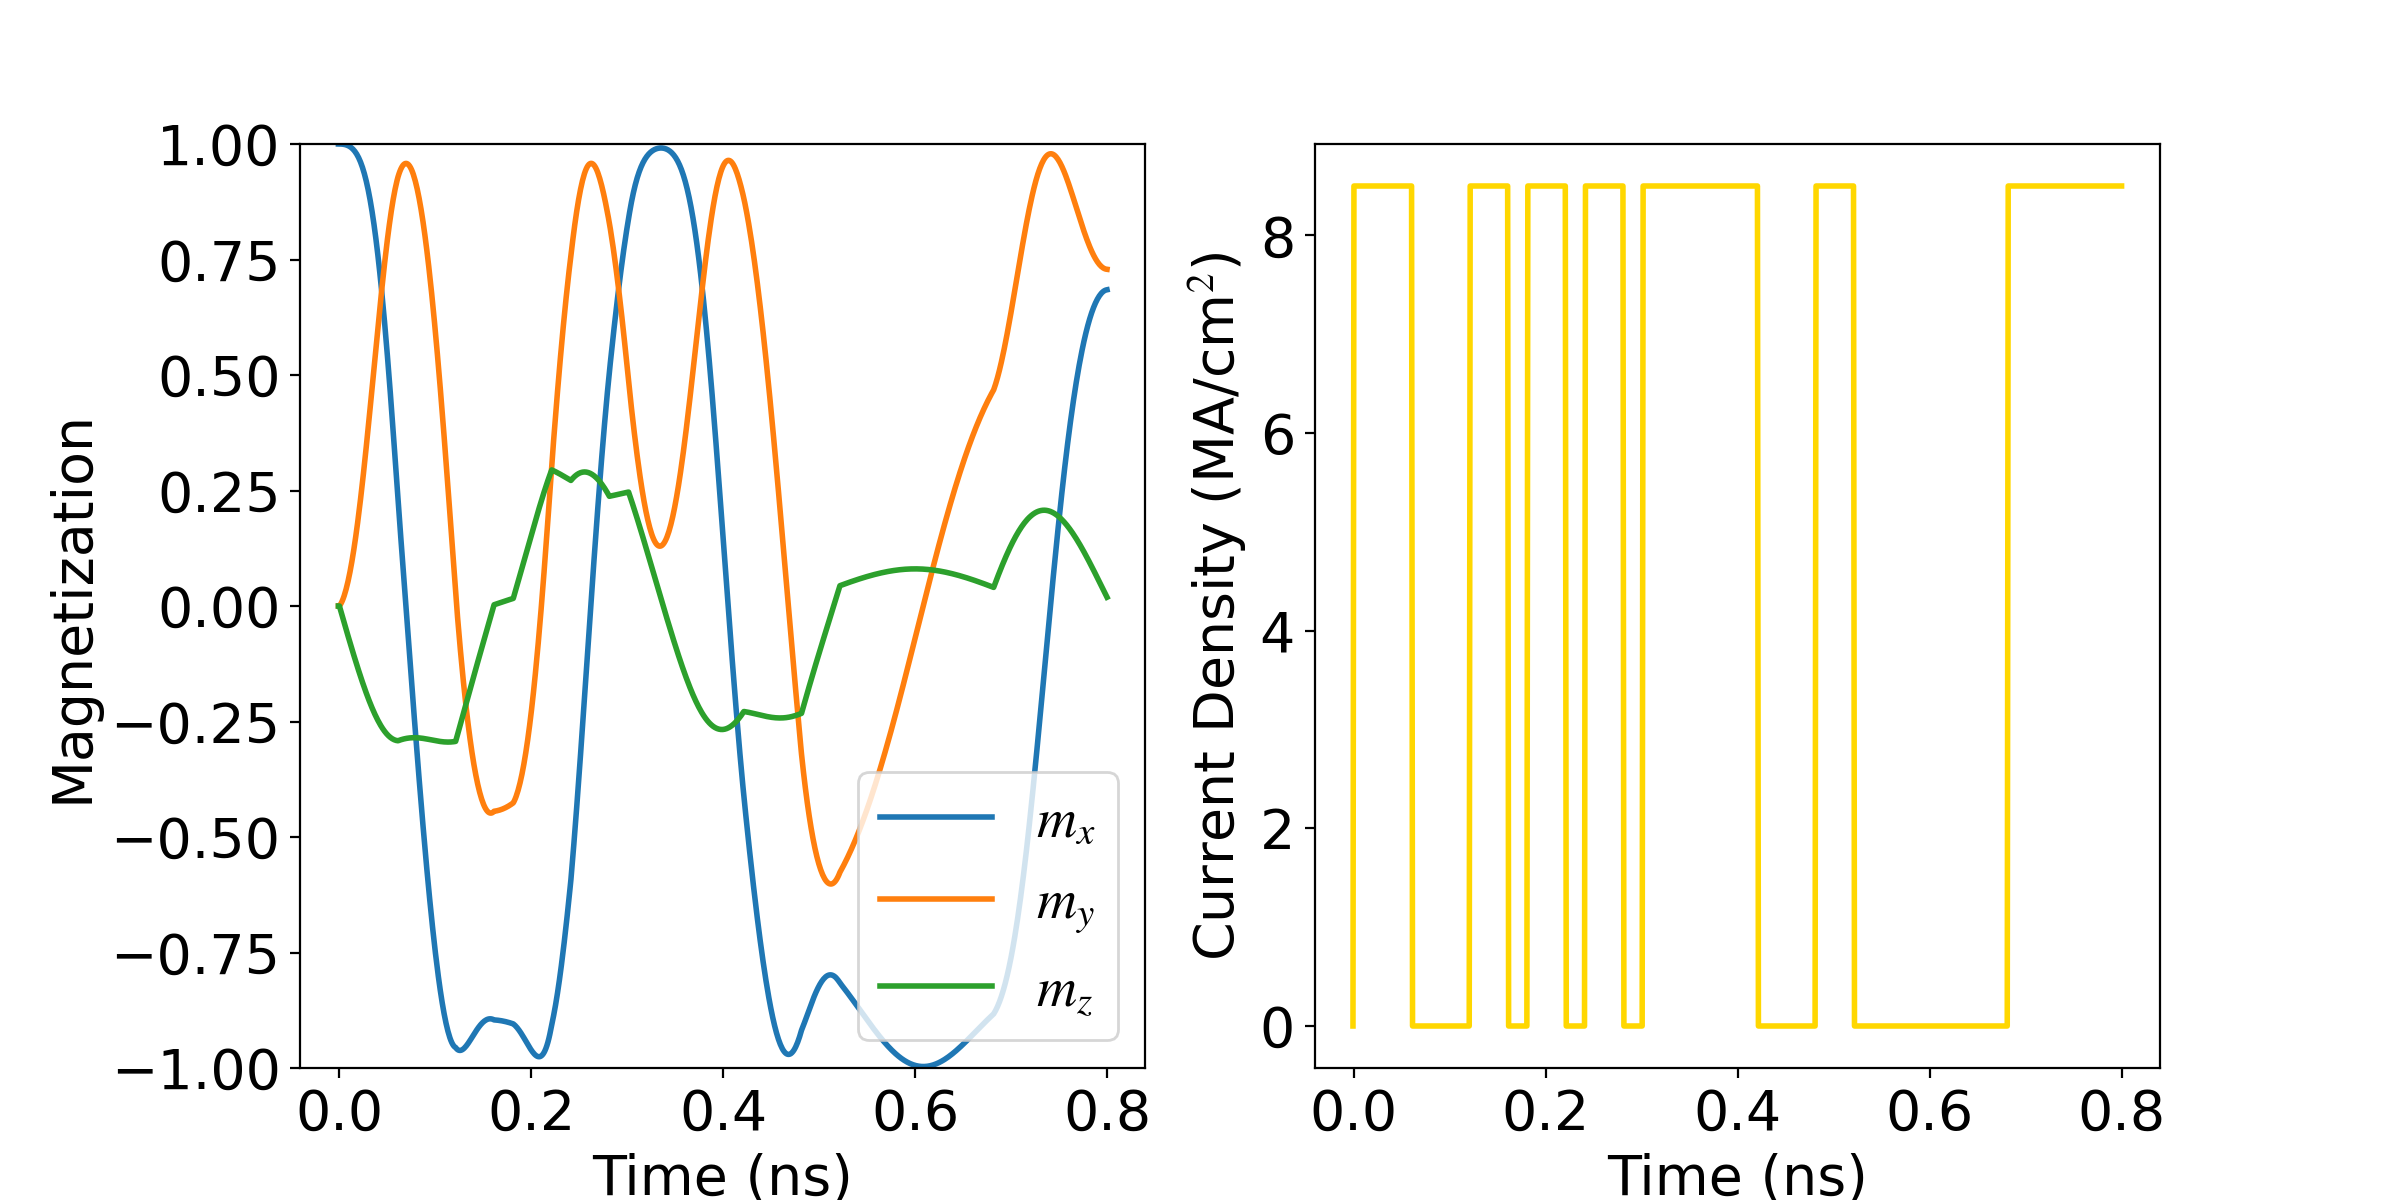 Magnetization
1.00
0.75
0.50
0.25
0.00
−0.25
−0.50
−0.75
−1.00
0.0 0.2 0.4 0.6 0.8
Time (ns)
m_x
m_y
m_z
Current Density (MA/cm²)
8
6
4
2
0
0.0 0.2 0.4 0.6 0.8
Time (ns)